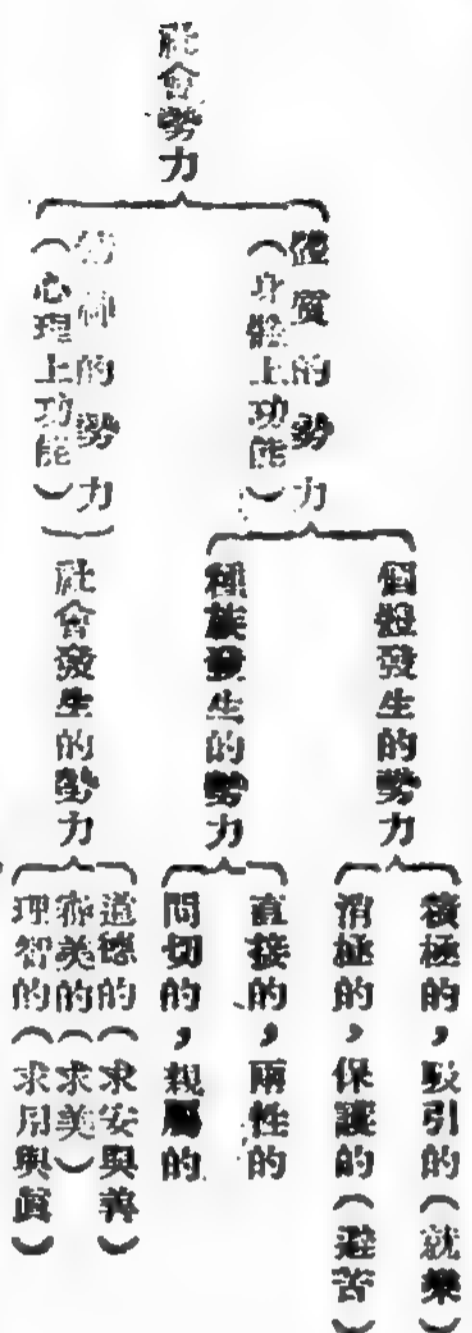 社會勢力
體質的勢力
(身體上功能)
個體發生的勢力
積極的,吸引的(就樂)
消極的,保護的(避苦)
種族發生的勢力
直接的,兩性的
間切的,親屬的
精神的勢力
(心理上功能)
社會發生的勢力
道德的(求安與善)
審美的(求美)
理智的(求用與眞)